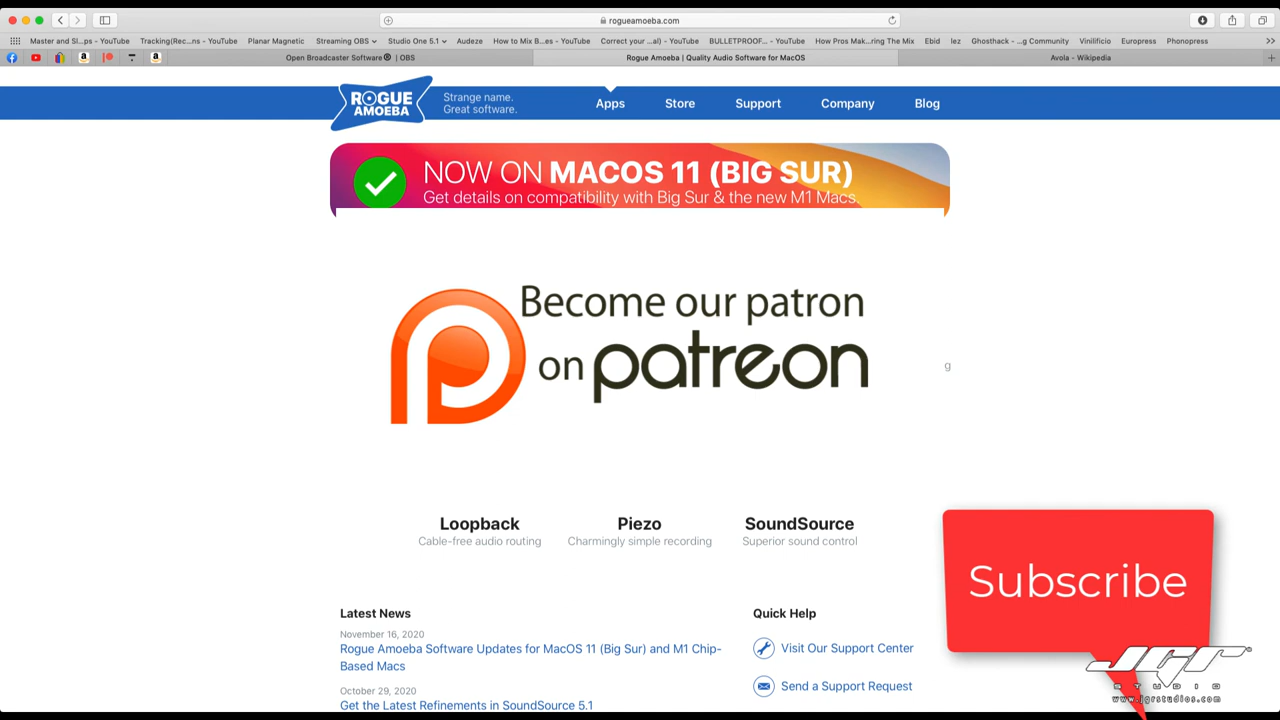 rogueamoeba.com
Master and Sl...ps - YouTube
Tracking(Rec...ns - YouTube
Planar Magnetic
Streaming OBS
Studio One 5.1
Audeze
How to Mix B...es - YouTube
Correct your ...al) - YouTube
BULLETPROOF... - YouTube
How Pros Mak...ring The Mix
Ebid
lez
Ghosthack - ...g Community
Vinilificio
Europress
Phonopress
Open Broadcaster Software® | OBS
Rogue Amoeba | Quality Audio Software for MacOS
Avola - Wikipedia
ROGUE
AMOEBA
Strange name.
Great software.
Apps
Store
Support
Company
Blog
NOW ON MACOS 11 (BIG SUR)
Get details on compatibility with Big Sur & the new M1 Macs.
Become our patron
on patreon
g
Loopback
Cable-free audio routing
Piezo
Charmingly simple recording
SoundSource
Superior sound control
Latest News
November 16, 2020
Rogue Amoeba Software Updates for MacOS 11 (Big Sur) and M1 Chip-
Based Macs
October 29, 2020
Get the Latest Refinements in SoundSource 5.1
Quick Help
Visit Our Support Center
Send a Support Request
Subscribe
JGR
STUDIO
www.jgrstudios.com